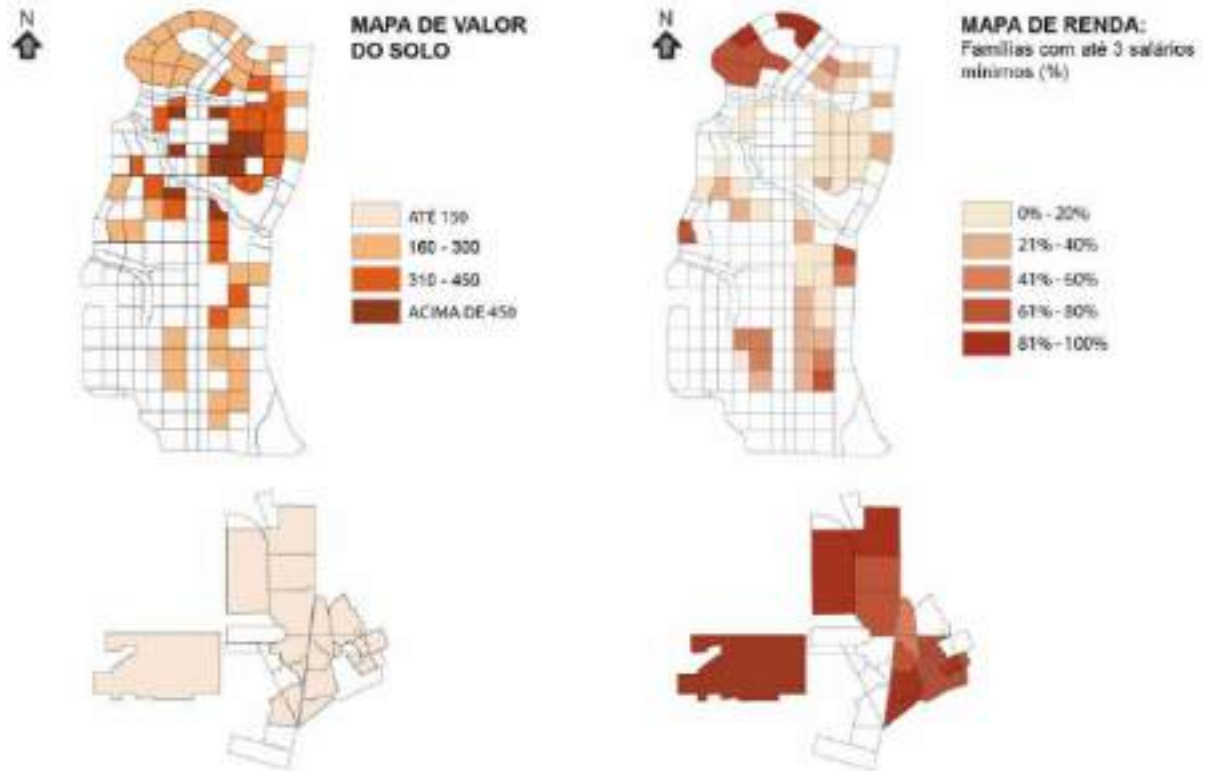 N
MAPA DE VALOR
DO SOLO
ATÉ 150
160 - 300
310 - 450
ACIMA DE 450
N
MAPA DE RENDA:
Famílias com até 3 salários
mínimos (%)
0% - 20%
21% - 40%
41% - 60%
61% - 80%
81% - 100%